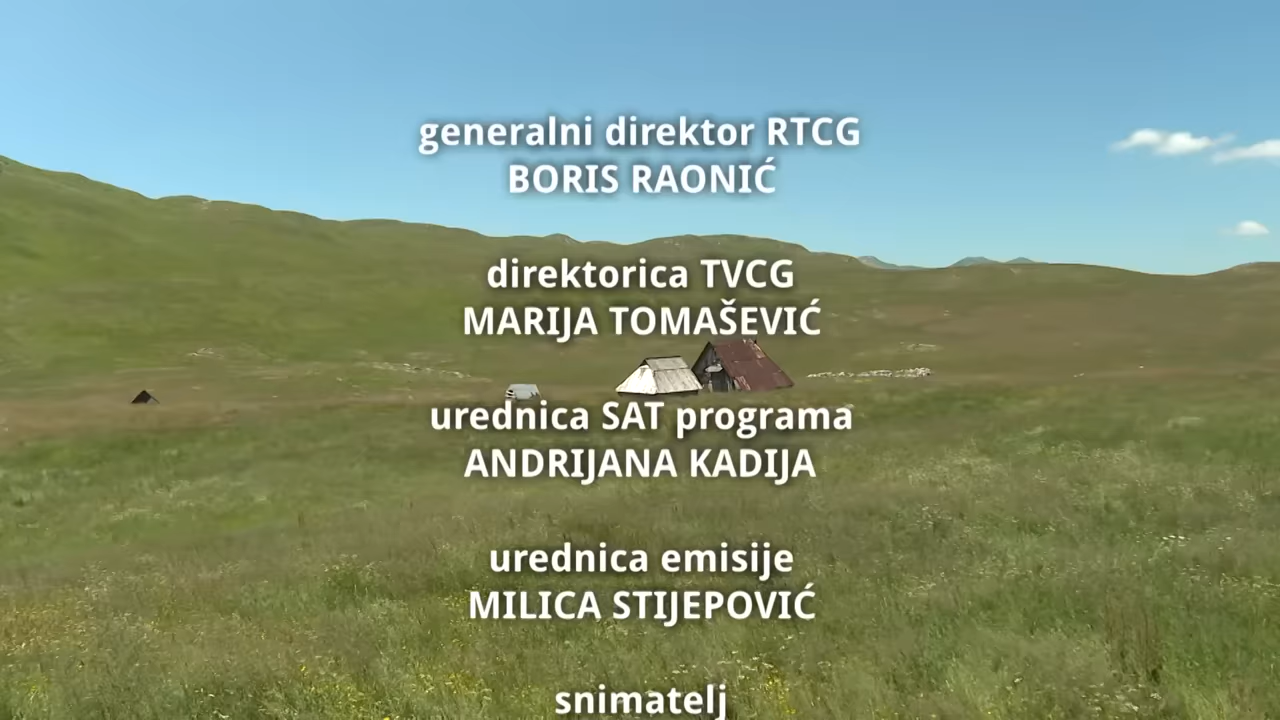 generalni direktor RTCG
BORIS RAONIĆ
direktorica TVCG
MARIJA TOMAŠEVIĆ
urednica SAT programa
ANDRIJANA KADIJA
urednica emisije
MILICA STIJEPOVIĆ
snimatelj